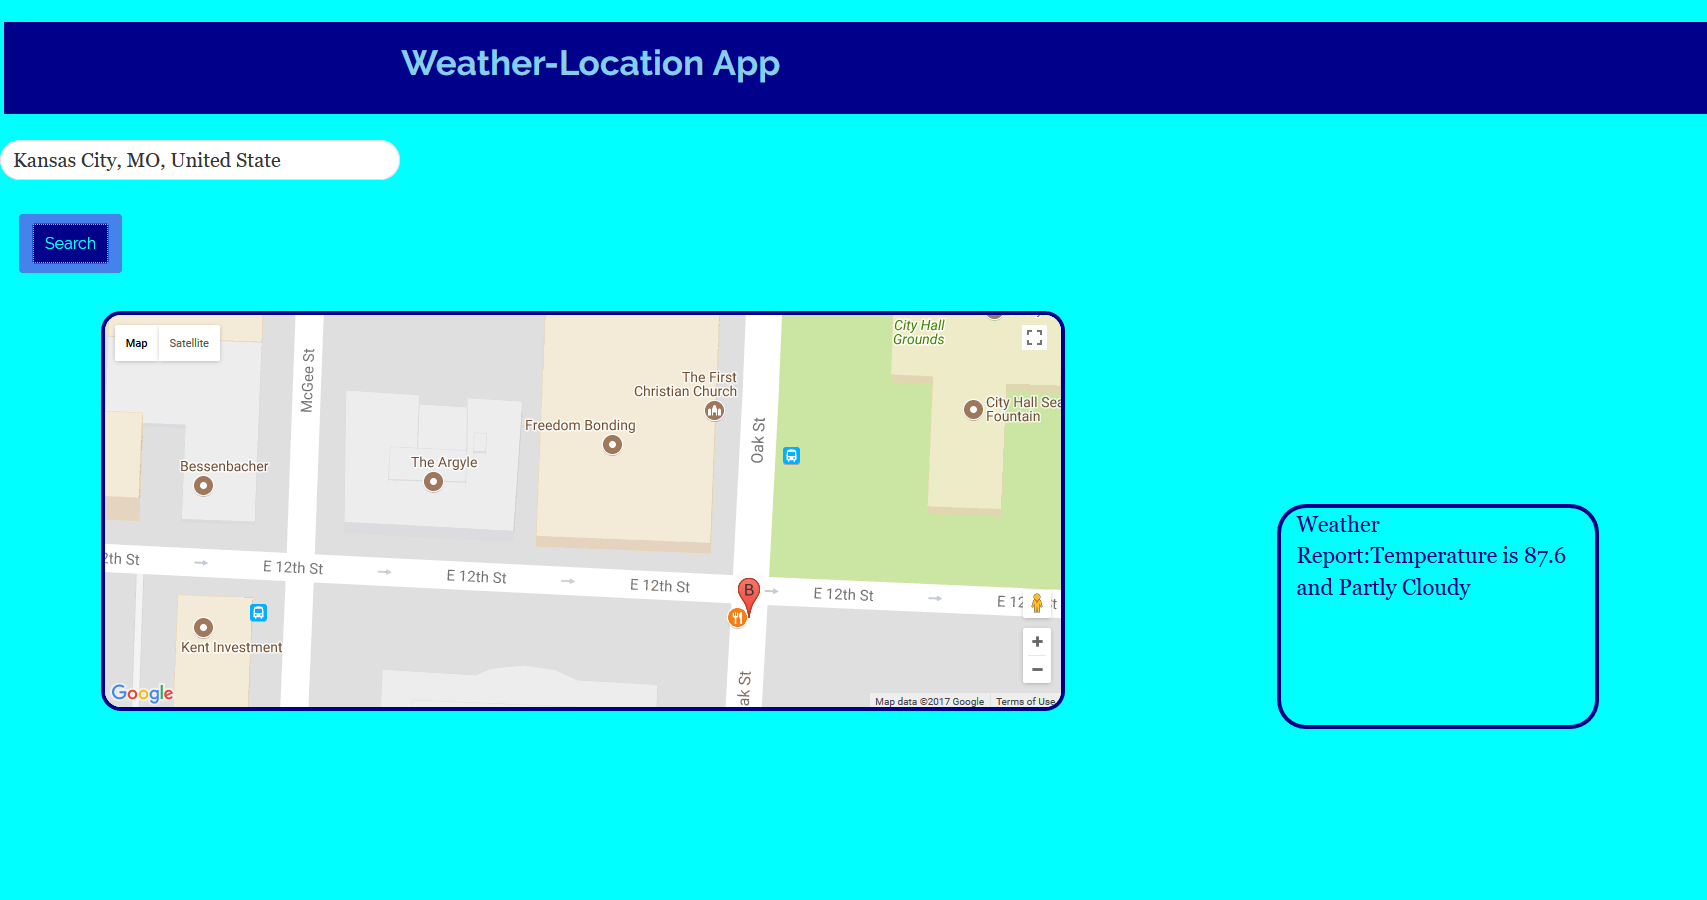 Weather-Location App
Kansas City, MO, United State
Search
Map
Satellite
McGee St
City Hall
Grounds
The First
Christian Church
City Hall Sea
Fountain
Oak St
Freedom Bonding
The Argyle
Bessenbacher
2th St
E 12th St
E 12th St
E 12th St
E 12th St
E 12
t
B
Kent Investment
ak St
+
−
Google
Map data ©2017 Google
Terms of Use
Weather
Report:Temperature is 87.6
and Partly Cloudy